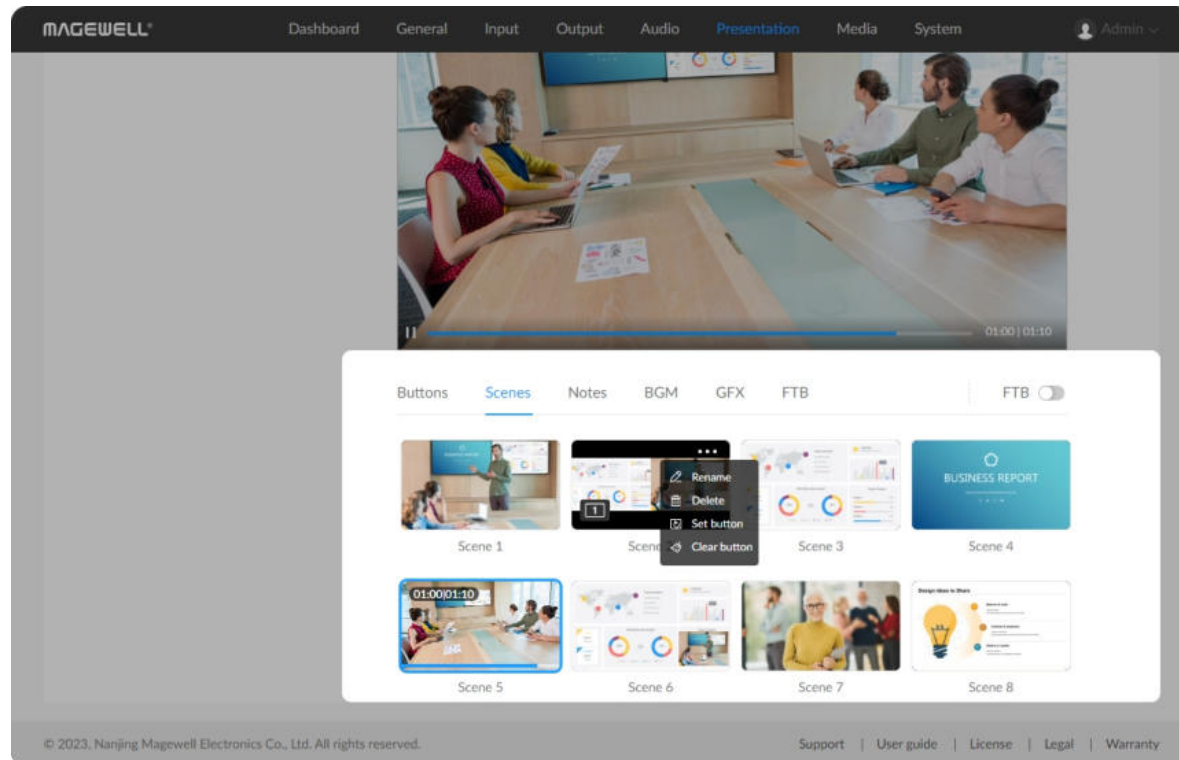 MAGEWELL®
Dashboard General Input Output Audio Presentation Media System Admin
01:00 | 01:10
Buttons Scenes Notes BGM GFX FTB FTB
BUSINESS REPORT
1
Rename
Delete
Set button
Clear button
Scene 1 Scene Scene 3 Scene 4
01:00|01:10
Design Ideas to Share
Scene 5 Scene 6 Scene 7 Scene 8
© 2023. Nanjing Magewell Electronics Co., Ltd. All rights reserved. Support | User guide | License | Legal | Warranty